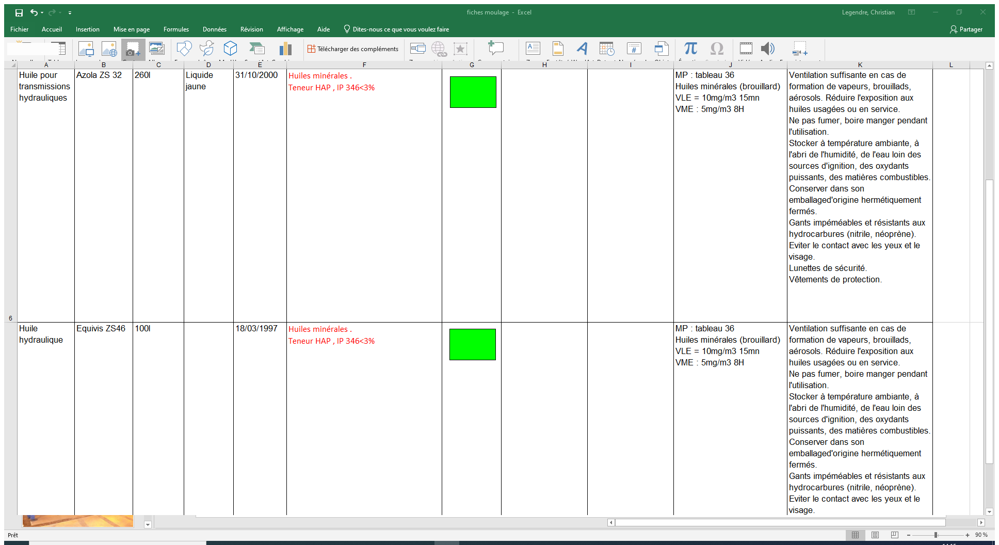 fiches moulage - Excel
Legendre, Christian
Fichier Accueil Insertion Mise en page Formules Données Révision Affichage Aide Dites-nous ce que vous voulez faire Partager
Télécharger des compléments
A B C D E F G H I J K L
Huile pour
transmissions
hydrauliques
Azola ZS 32
260l
Liquide
jaune
31/10/2000
Huiles minérales .
Teneur HAP , IP 346<3%
MP : tableau 36
Huiles minérales (brouillard)
VLE = 10mg/m3 15mn
VME : 5mg/m3 8H
Ventilation suffisante en cas de
formation de vapeurs, brouillads,
aérosols. Réduire l'exposition aux
huiles usagées ou en service.
Ne pas fumer, boire manger pendant
l'utilisation.
Stocker à température ambiante, à
l'abri de l'humidité, de l'eau loin des
sources d'ignition, des oxydants
puissants, des matières combustibles.
Conserver dans son
emballaged'origine hermétiquement
fermés.
Gants impéméables et résistants aux
hydrocarbures (nitrile, néoprène).
Eviter le contact avec les yeux et le
visage.
Lunettes de sécurité.
Vêtements de protection.
6
Huile
hydraulique
Equivis ZS46
100l
18/03/1997
Huiles minérales .
Teneur HAP , IP 346<3%
MP : tableau 36
Huiles minérales (brouillard)
VLE = 10mg/m3 15mn
VME : 5mg/m3 8H
Ventilation suffisante en cas de
formation de vapeurs, brouillads,
aérosols. Réduire l'exposition aux
huiles usagées ou en service.
Ne pas fumer, boire manger pendant
l'utilisation.
Stocker à température ambiante, à
l'abri de l'humidité, de l'eau loin des
sources d'ignition, des oxydants
puissants, des matières combustibles.
Conserver dans son
emballaged'origine hermétiquement
fermés.
Gants impéméables et résistants aux
hydrocarbures (nitrile, néoprène).
Eviter le contact avec les yeux et le
visage.
Prêt
90 %